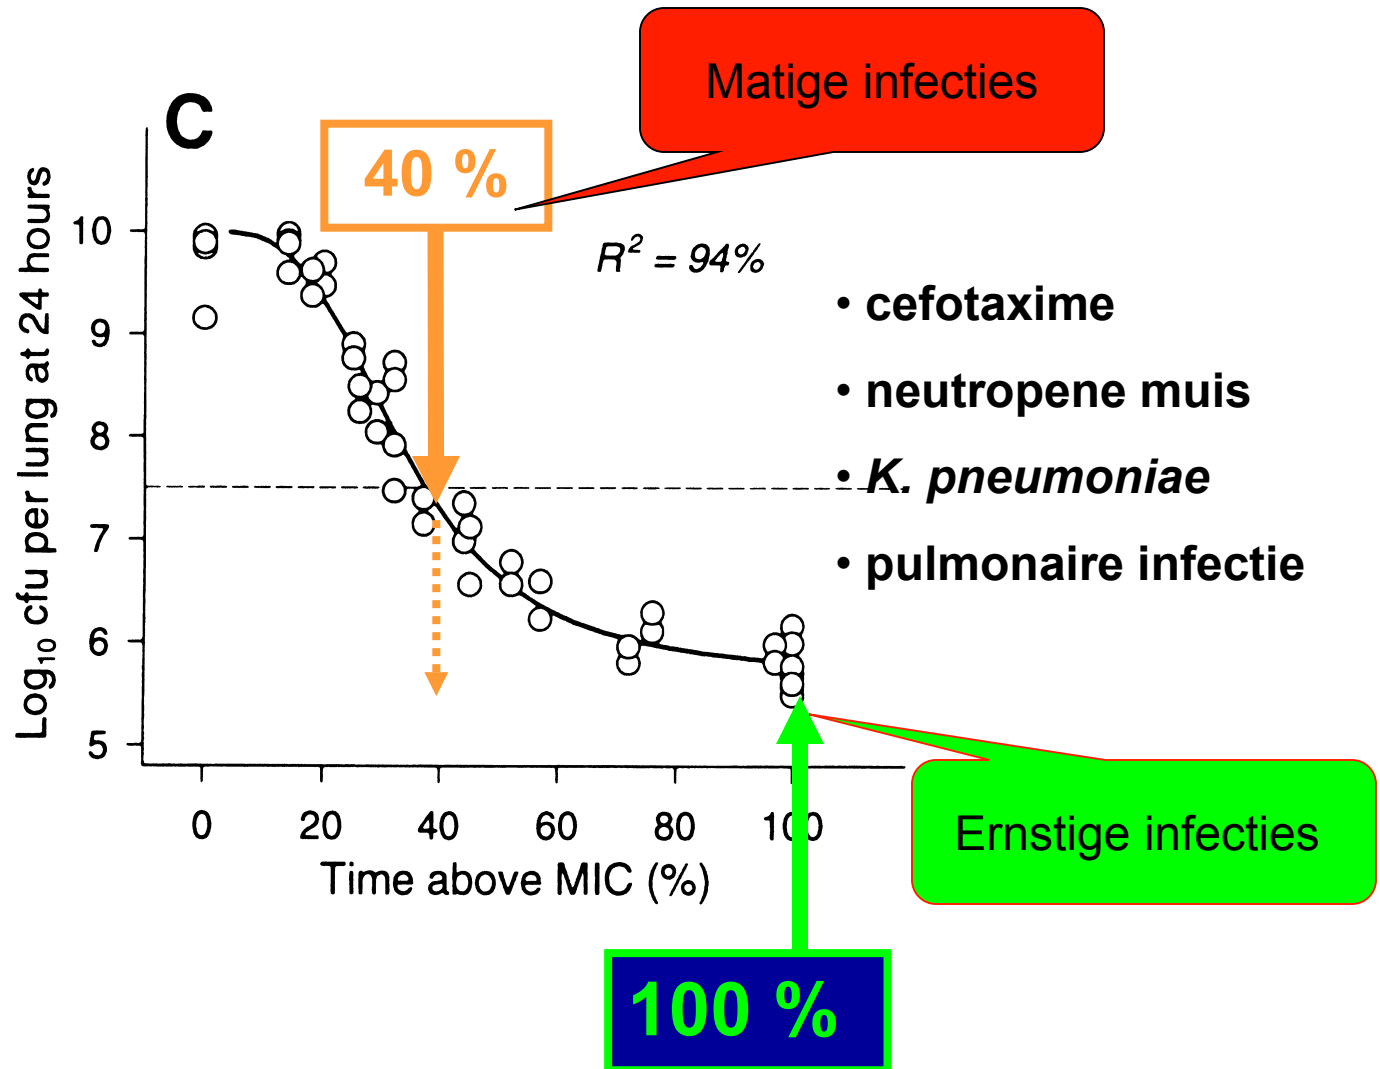 Matige infecties
C
40 %
R² = 94%
Log₁₀ cfu per lung at 24 hours
10
9
8
7
6
5
• cefotaxime
• neutropene muis
• K. pneumoniae
• pulmonaire infectie
0 20 40 60 80 100
Time above MIC (%)
Ernstige infecties
100 %